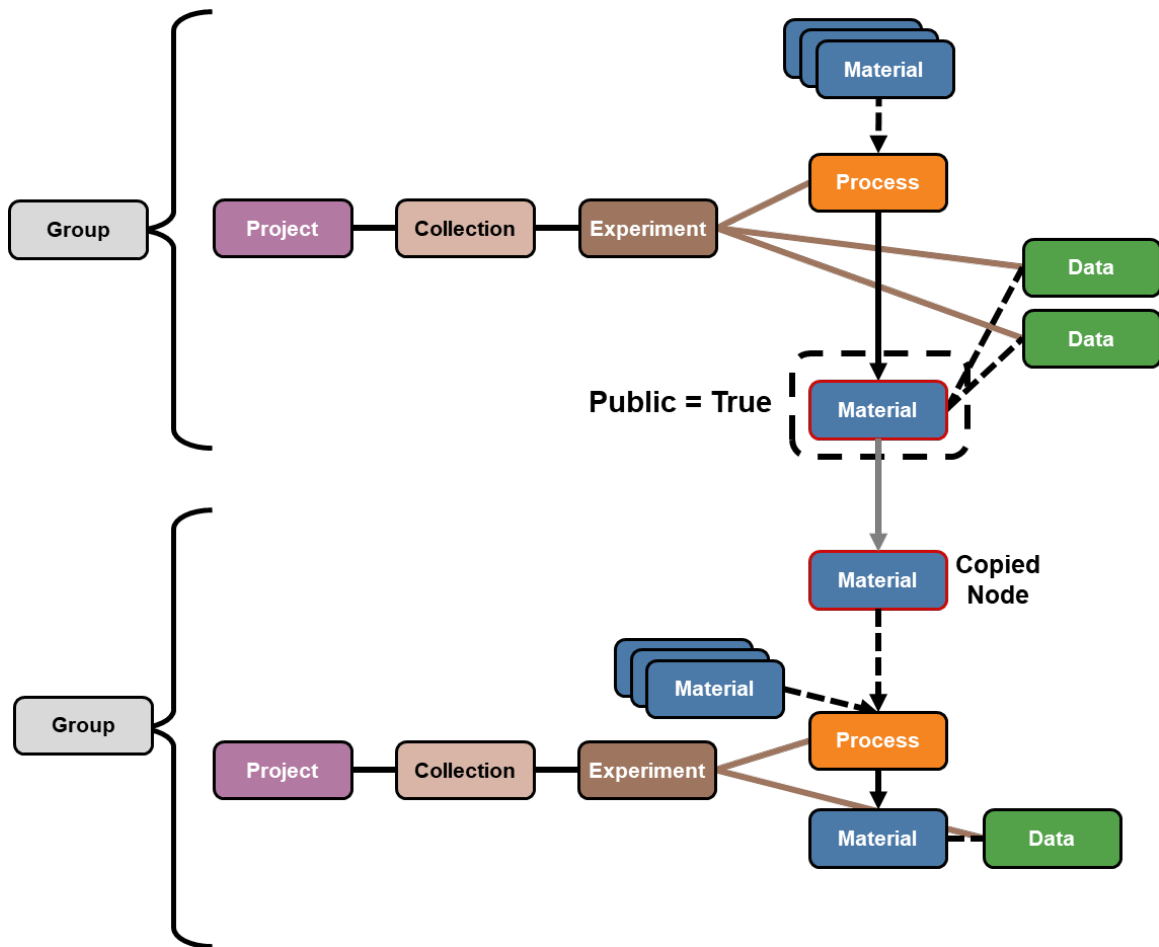 Material
Process
Group
Project
Collection
Experiment
Data
Data
Public = True
Material
Material
Copied
Node
Material
Group
Process
Project
Collection
Experiment
Material
Data